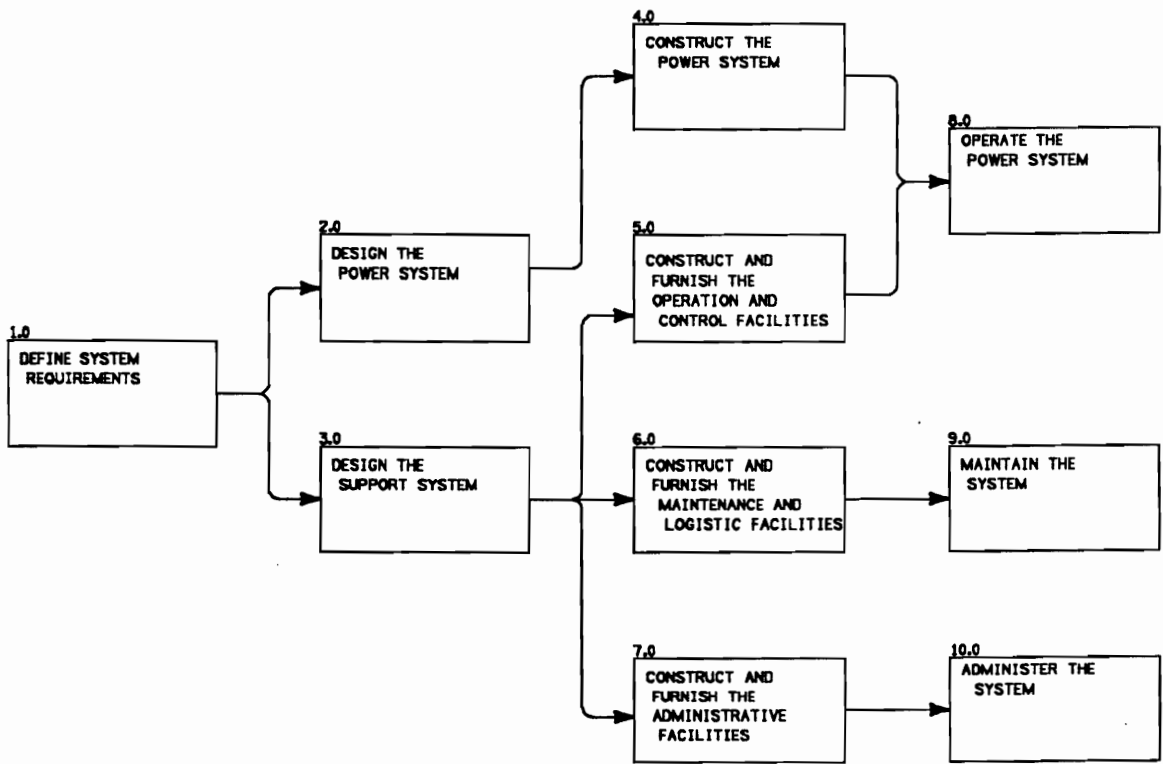 1.0
DEFINE SYSTEM
REQUIREMENTS
2.0
DESIGN THE
POWER SYSTEM
3.0
DESIGN THE
SUPPORT SYSTEM
4.0
CONSTRUCT THE
POWER SYSTEM
5.0
CONSTRUCT AND
FURNISH THE
OPERATION AND
CONTROL FACILITIES
6.0
CONSTRUCT AND
FURNISH THE
MAINTENANCE AND
LOGISTIC FACILITIES
7.0
CONSTRUCT AND
FURNISH THE
ADMINISTRATIVE
FACILITIES
8.0
OPERATE THE
POWER SYSTEM
9.0
MAINTAIN THE
SYSTEM
10.0
ADMINISTER THE
SYSTEM